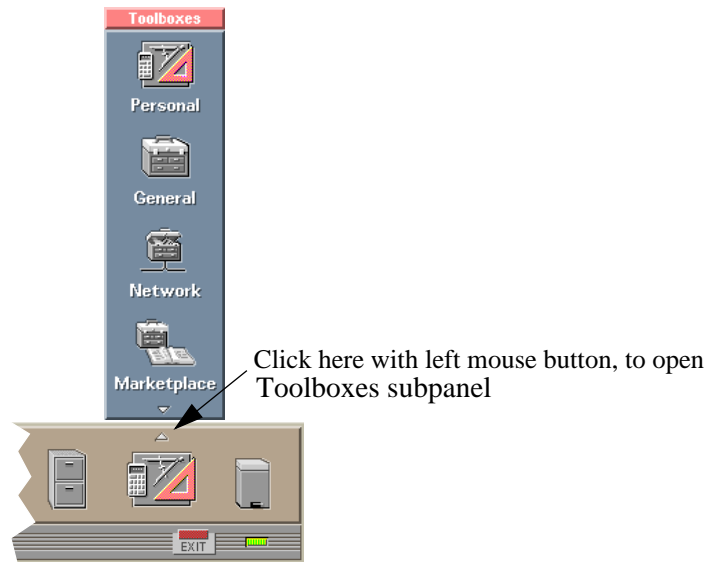 Toolboxes
Personal
General
Network
Marketplace
Click here with left mouse button, to open
Toolboxes subpanel
EXIT